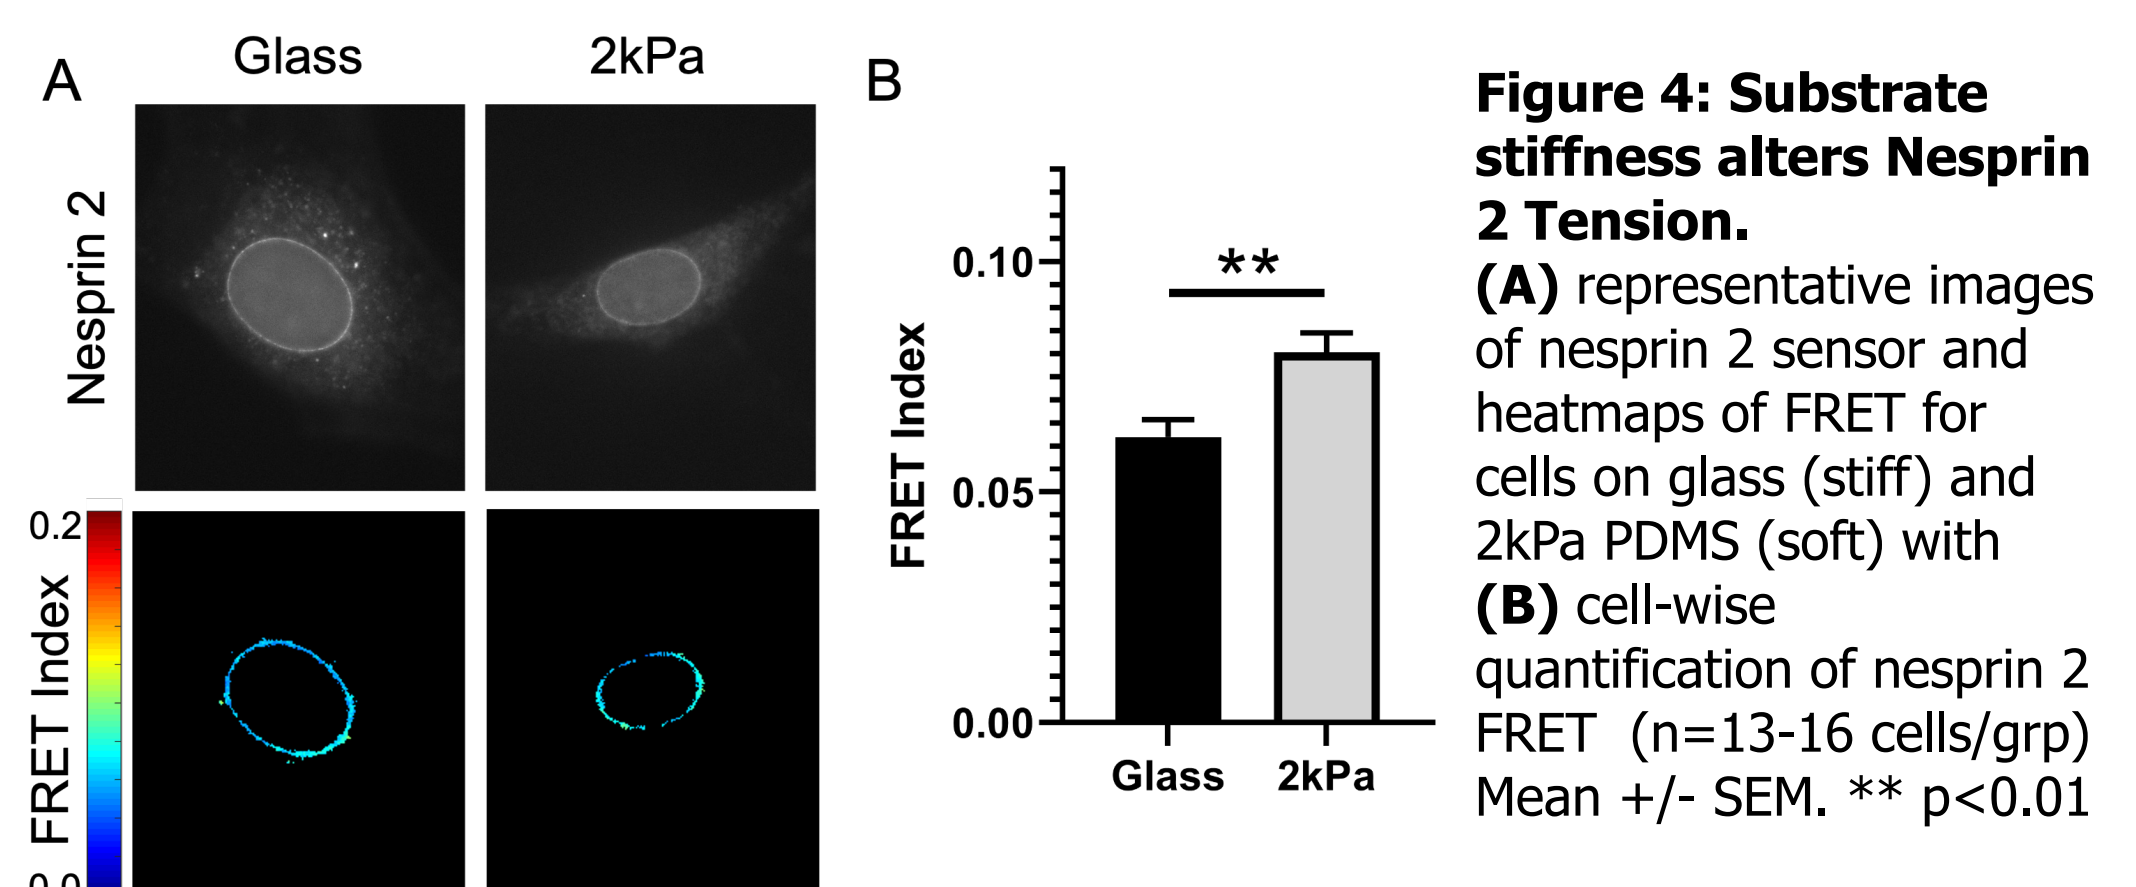 A
Glass
2kPa
Nesprin 2
0.2
FRET Index
0.0
B
FRET Index
0.10
0.05
0.00
**
Glass
2kPa
Figure 4: Substrate
stiffness alters Nesprin
2 Tension.
(A) representative images
of nesprin 2 sensor and
heatmaps of FRET for
cells on glass (stiff) and
2kPa PDMS (soft) with
(B) cell-wise
quantification of nesprin 2
FRET (n=13-16 cells/grp)
Mean +/- SEM. ** p<0.01